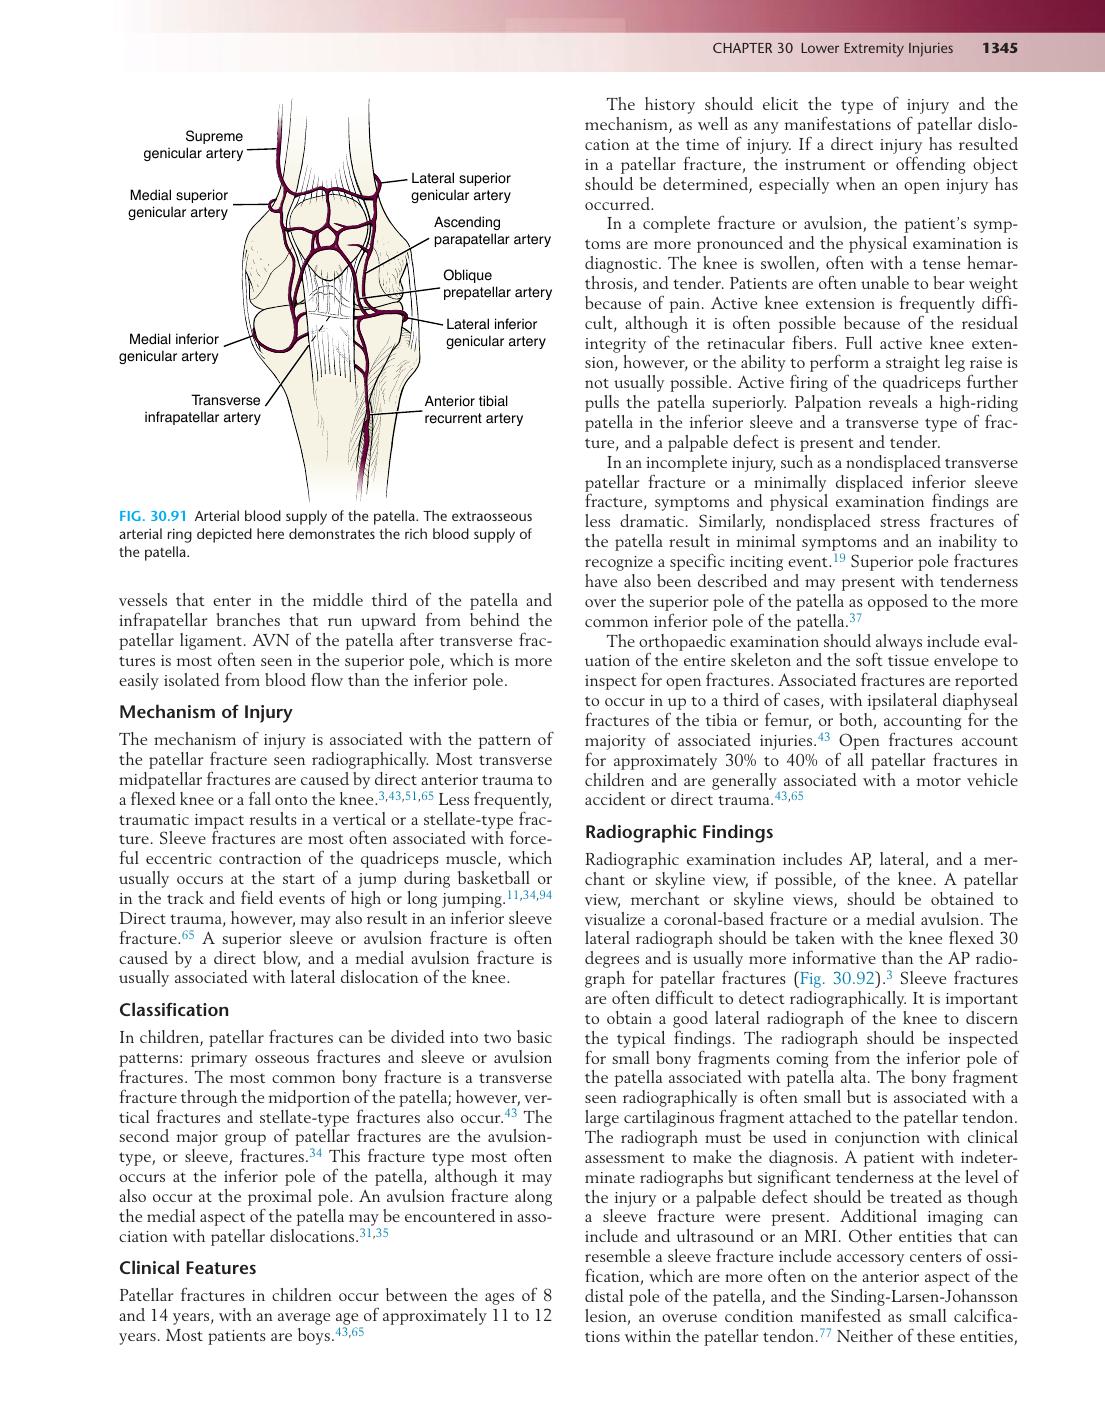 CHAPTER 30 Lower Extremity Injuries 1345
Supreme
genicular artery
Medial superior
genicular artery
Lateral superior
genicular artery
Ascending
parapatellar artery
Oblique
prepatellar artery
Lateral inferior
genicular artery
Medial inferior
genicular artery
Transverse
infrapatellar artery
Anterior tibial
recurrent artery
FIG. 30.91 Arterial blood supply of the patella. The extraosseous
arterial ring depicted here demonstrates the rich blood supply of
the patella.
vessels that enter in the middle third of the patella and
infrapatellar branches that run upward from behind the
patellar ligament. AVN of the patella after transverse frac-
tures is most often seen in the superior pole, which is more
easily isolated from blood flow than the inferior pole.
Mechanism of Injury
The mechanism of injury is associated with the pattern of
the patellar fracture seen radiographically. Most transverse
midpatellar fractures are caused by direct anterior trauma to
a flexed knee or a fall onto the knee.3,43,51,65 Less frequently,
traumatic impact results in a vertical or a stellate-type frac-
ture. Sleeve fractures are most often associated with force-
ful eccentric contraction of the quadriceps muscle, which
usually occurs at the start of a jump during basketball or
in the track and field events of high or long jumping.11,34,94
Direct trauma, however, may also result in an inferior sleeve
fracture.65 A superior sleeve or avulsion fracture is often
caused by a direct blow, and a medial avulsion fracture is
usually associated with lateral dislocation of the knee.
Classification
In children, patellar fractures can be divided into two basic
patterns: primary osseous fractures and sleeve or avulsion
fractures. The most common bony fracture is a transverse
fracture through the midportion of the patella; however, ver-
tical fractures and stellate-type fractures also occur.43 The
second major group of patellar fractures are the avulsion-
type, or sleeve, fractures.34 This fracture type most often
occurs at the inferior pole of the patella, although it may
also occur at the proximal pole. An avulsion fracture along
the medial aspect of the patella may be encountered in asso-
ciation with patellar dislocations.31,35
Clinical Features
Patellar fractures in children occur between the ages of 8
and 14 years, with an average age of approximately 11 to 12
years. Most patients are boys.43,65
The history should elicit the type of injury and the
mechanism, as well as any manifestations of patellar dislo-
cation at the time of injury. If a direct injury has resulted
in a patellar fracture, the instrument or offending object
should be determined, especially when an open injury has
occurred.
In a complete fracture or avulsion, the patient's symp-
toms are more pronounced and the physical examination is
diagnostic. The knee is swollen, often with a tense hemar-
throsis, and tender. Patients are often unable to bear weight
because of pain. Active knee extension is frequently diffi-
cult, although it is often possible because of the residual
integrity of the retinacular fibers. Full active knee exten-
sion, however, or the ability to perform a straight leg raise is
not usually possible. Active firing of the quadriceps further
pulls the patella superiorly. Palpation reveals a high-riding
patella in the inferior sleeve and a transverse type of frac-
ture, and a palpable defect is present and tender.
In an incomplete injury, such as a nondisplaced transverse
patellar fracture or a minimally displaced inferior sleeve
fracture, symptoms and physical examination findings are
less dramatic. Similarly, nondisplaced stress fractures of
the patella result in minimal symptoms and an inability to
recognize a specific inciting event.19 Superior pole fractures
have also been described and may present with tenderness
over the superior pole of the patella as opposed to the more
common inferior pole of the patella.37
The orthopaedic examination should always include eval-
uation of the entire skeleton and the soft tissue envelope to
inspect for open fractures. Associated fractures are reported
to occur in up to a third of cases, with ipsilateral diaphyseal
fractures of the tibia or femur, or both, accounting for the
majority of associated injuries.43 Open fractures account
for approximately 30% to 40% of all patellar fractures in
children and are generally associated with a motor vehicle
accident or direct trauma.43,65
Radiographic Findings
Radiographic examination includes AP, lateral, and a mer-
chant or skyline view, if possible, of the knee. A patellar
view, merchant or skyline views, should be obtained to
visualize a coronal-based fracture or a medial avulsion. The
lateral radiograph should be taken with the knee flexed 30
degrees and is usually more informative than the AP radio-
graph for patellar fractures (Fig. 30.92).3 Sleeve fractures
are often difficult to detect radiographically. It is important
to obtain a good lateral radiograph of the knee to discern
the typical findings. The radiograph should be inspected
for small bony fragments coming from the inferior pole of
the patella associated with patella alta. The bony fragment
seen radiographically is often small but is associated with a
large cartilaginous fragment attached to the patellar tendon.
The radiograph must be used in conjunction with clinical
assessment to make the diagnosis. A patient with indeter-
minate radiographs but significant tenderness at the level of
the injury or a palpable defect should be treated as though
a sleeve fracture were present. Additional imaging can
include and ultrasound or an MRI. Other entities that can
resemble a sleeve fracture include accessory centers of ossi-
fication, which are more often on the anterior aspect of the
distal pole of the patella, and the Sinding-Larsen-Johansson
lesion, an overuse condition manifested as small calcifica-
tions within the patellar tendon.77 Neither of these entities,